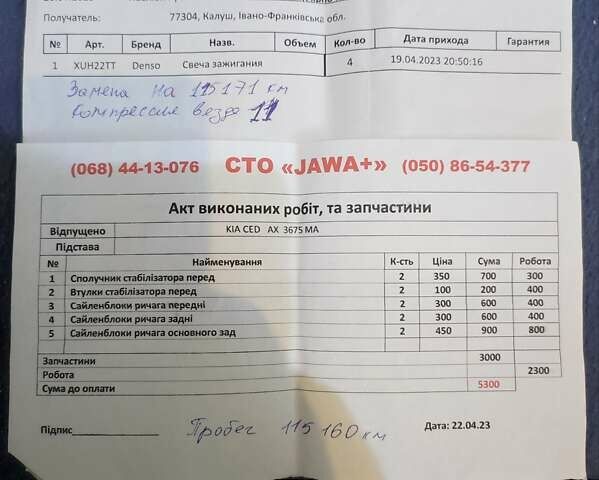 Получатель: 77304, Калуш, Івано-Франківська обл.
№ Арт. Бренд Назв. Объем Кол-во Дата прихода Гарантия
1 XUH22TT Denso Свеча зажигания 4 19.04.2023 20:50:16
Замена на 115171 км
Компрессия везде 11
(068) 44-13-076 СТО «JAWA+» (050) 86-54-377
Акт виконаних робіт, та запчастини
Відпущено KIA CED AX 3675 MA
Підстава
№ Найменування К-сть Ціна Сума Робота
1 Сполучник стабілізатора перед 2 350 700 300
2 Втулки стабілізатора перед 2 100 200 400
3 Сайленблоки ричага передні 2 300 600 400
4 Сайленблоки ричага задні 2 300 600 400
5 Сайленблоки ричага основного зад 2 450 900 800
Запчастини 3000
Робота 2300
Сума до оплати 5300
Підпис Пробег 115160 км Дата: 22.04.23